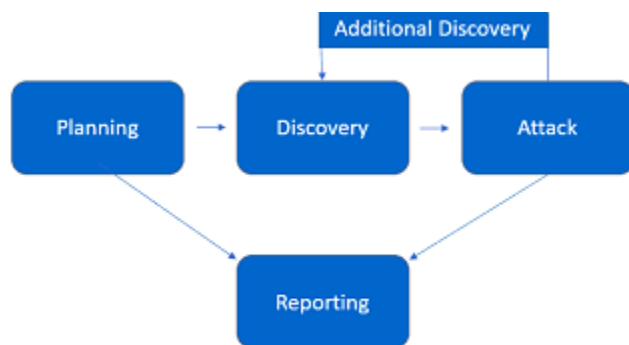 Additional Discovery
Planning
Discovery
Attack
Reporting